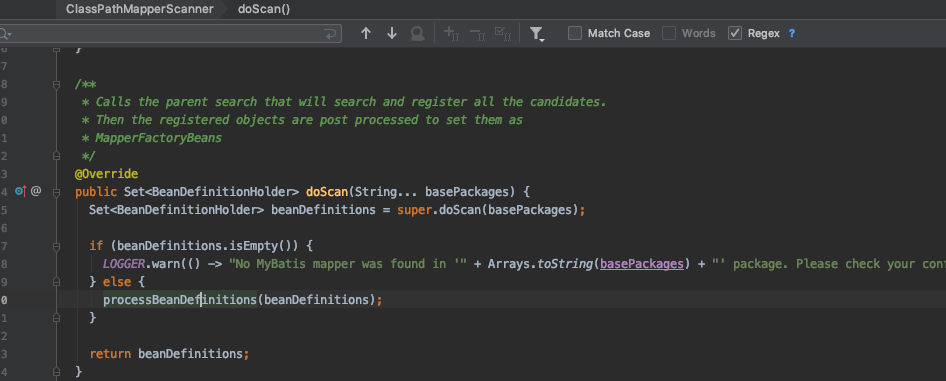 ClassPathMapperScanner doScan()
Match Case Words Regex ?
6 }
7
8 /**
9 * Calls the parent search that will search and register all the candidates.
0 * Then the registered objects are post processed to set them as
1 * MapperFactoryBeans
2 */
3 @Override
4 @ public Set<BeanDefinitionHolder> doScan(String... basePackages) {
5 Set<BeanDefinitionHolder> beanDefinitions = super.doScan(basePackages);
6
7 if (beanDefinitions.isEmpty()) {
8 LOGGER.warn(() -> "No MyBatis mapper was found in '" + Arrays.toString(basePackages) + "' package. Please check your con
9 } else {
0 processBeanDefinitions(beanDefinitions);
1 }
2
3 return beanDefinitions;
4 }